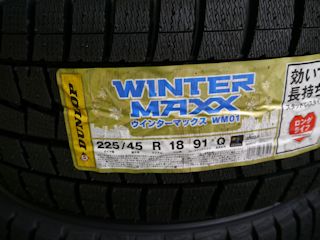 DUNLOP
WINTER
MAXX
ウインターマックス WM01
225/45 R 18 91 Q
効いて
長持ち
ロング
ライフ